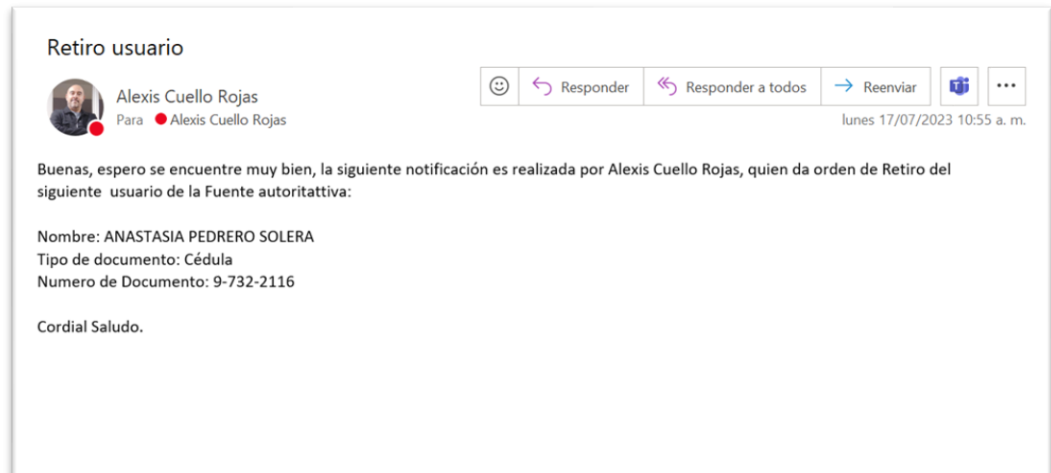 Retiro usuario
Alexis Cuello Rojas
Para Alexis Cuello Rojas
Responder
Responder a todos
Reenviar
lunes 17/07/2023 10:55 a. m.
Buenas, espero se encuentre muy bien, la siguiente notificación es realizada por Alexis Cuello Rojas, quien da orden de Retiro del
siguiente usuario de la Fuente autoritattiva:
Nombre: ANASTASIA PEDRERO SOLERA
Tipo de documento: Cédula
Numero de Documento: 9-732-2116
Cordial Saludo.